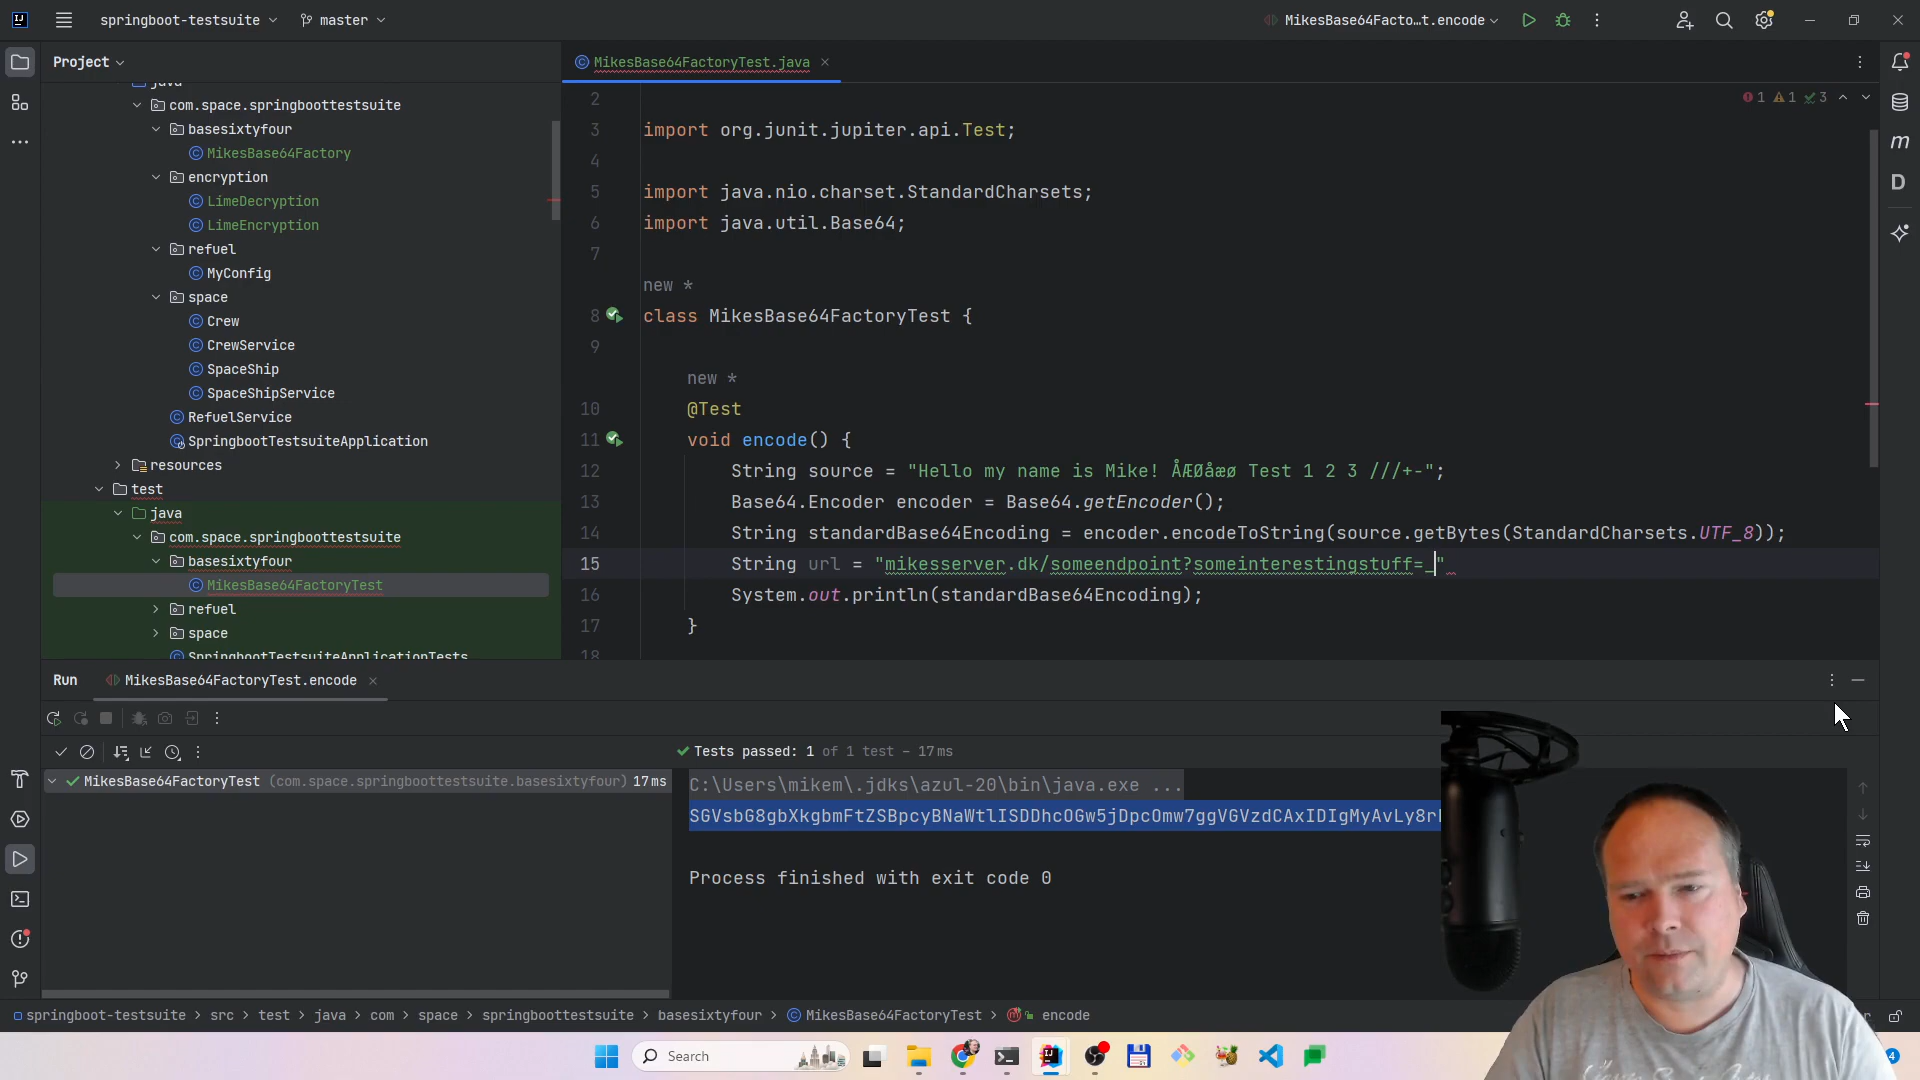 springboot-testsuite
master
MikesBase64Facto...t.encode
Project
MikesBase64FactoryTest.java
java
com.space.springboottestsuite
basesixtyfour
MikesBase64Factory
encryption
LimeDecryption
LimeEncryption
refuel
MyConfig
space
Crew
CrewService
SpaceShip
SpaceShipService
RefuelService
SpringbootTestsuiteApplication
resources
test
java
com.space.springboottestsuite
basesixtyfour
MikesBase64FactoryTest
refuel
space
SpringbootTestsuiteApplicationTests
1 1 3
2
3 import org.junit.jupiter.api.Test;
4
5 import java.nio.charset.StandardCharsets;
6 import java.util.Base64;
7
new *
8 class MikesBase64FactoryTest {
9
new *
10 @Test
11 void encode() {
12 String source = "Hello my name is Mike! ÅÆØåæø Test 1 2 3 ///+-";
13 Base64.Encoder encoder = Base64.getEncoder();
14 String standardBase64Encoding = encoder.encodeToString(source.getBytes(StandardCharsets.UTF_8));
15 String url = "mikesserver.dk/someendpoint?someinterestingstuff=_"
16 System.out.println(standardBase64Encoding);
17 }
18
Run MikesBase64FactoryTest.encode
Tests passed: 1 of 1 test – 17 ms
MikesBase64FactoryTest (com.space.springboottestsuite.basesixtyfour) 17 ms
C:\Users\mikem\.jdks\azul-20\bin\java.exe ...
Process finished with exit code 0
springboot-testsuite > src > test > java > com > space > springboottestsuite > basesixtyfour > MikesBase64FactoryTest > encode
Search